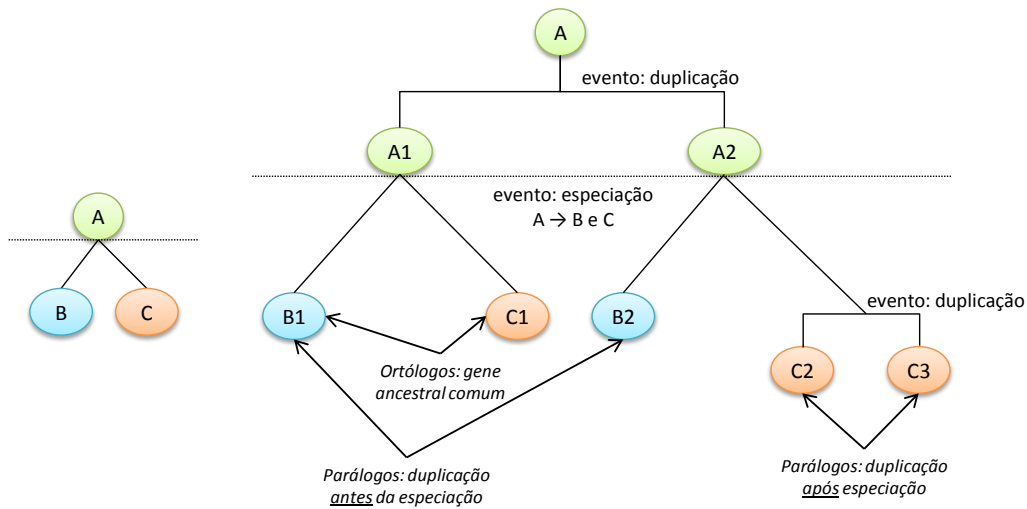 A
evento: duplicação
A1
A2
evento: especiação
A → B e C
A
B
C
B1
C1
B2
evento: duplicação
C2
C3
Ortólogos: gene
ancestral comum
Parálogos: duplicação
antes da especiação
Parálogos: duplicação
após especiação